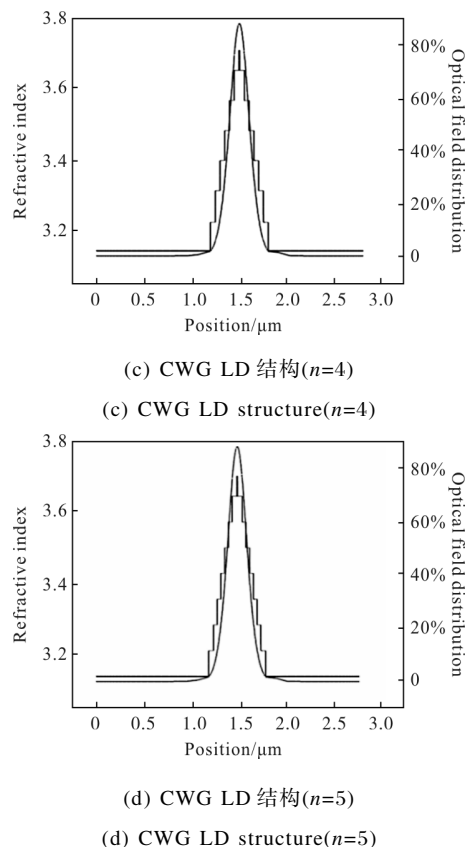 3.8
3.6
3.4
3.2
Refractive index
80%
60%
40%
20%
0
Optical field distribution
0 0.5 1.0 1.5 2.0 2.5 3.0
Position/μm
(c) CWG LD 结构(n=4)
(c) CWG LD structure(n=4)
3.8
3.6
3.4
3.2
Refractive index
80%
60%
40%
20%
0
Optical field distribution
0 0.5 1.0 1.5 2.0 2.5 3.0
Position/μm
(d) CWG LD 结构(n=5)
(d) CWG LD structure(n=5)